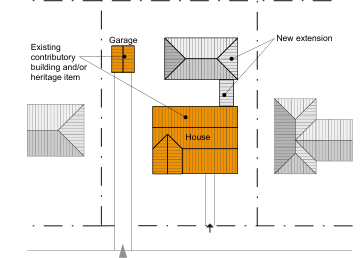 Garage
New extension
Existing
contributory
building and/or
heritage item
House